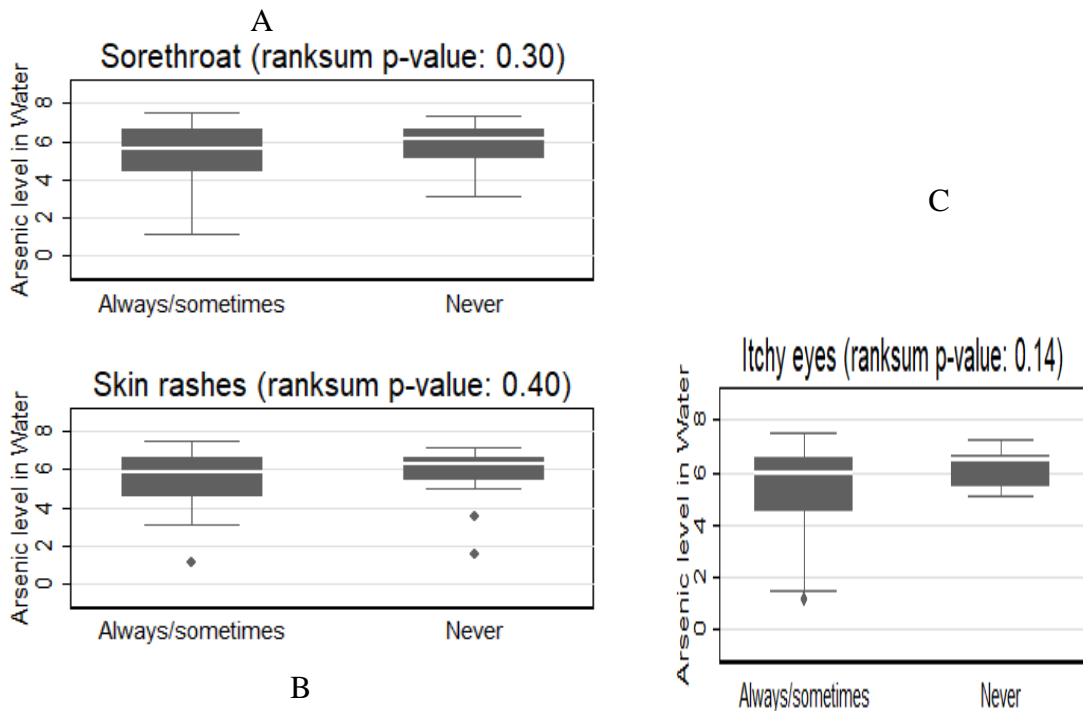 A
Sorethroat (ranksum p-value: 0.30)
Arsenic level in Water
8
6
4
2
0
Always/sometimes Never
Skin rashes (ranksum p-value: 0.40)
Arsenic level in Water
8
6
4
2
0
Always/sometimes Never
B
C
Itchy eyes (ranksum p-value: 0.14)
Arsenic level in Water
8
6
4
2
0
Always/sometimes Never